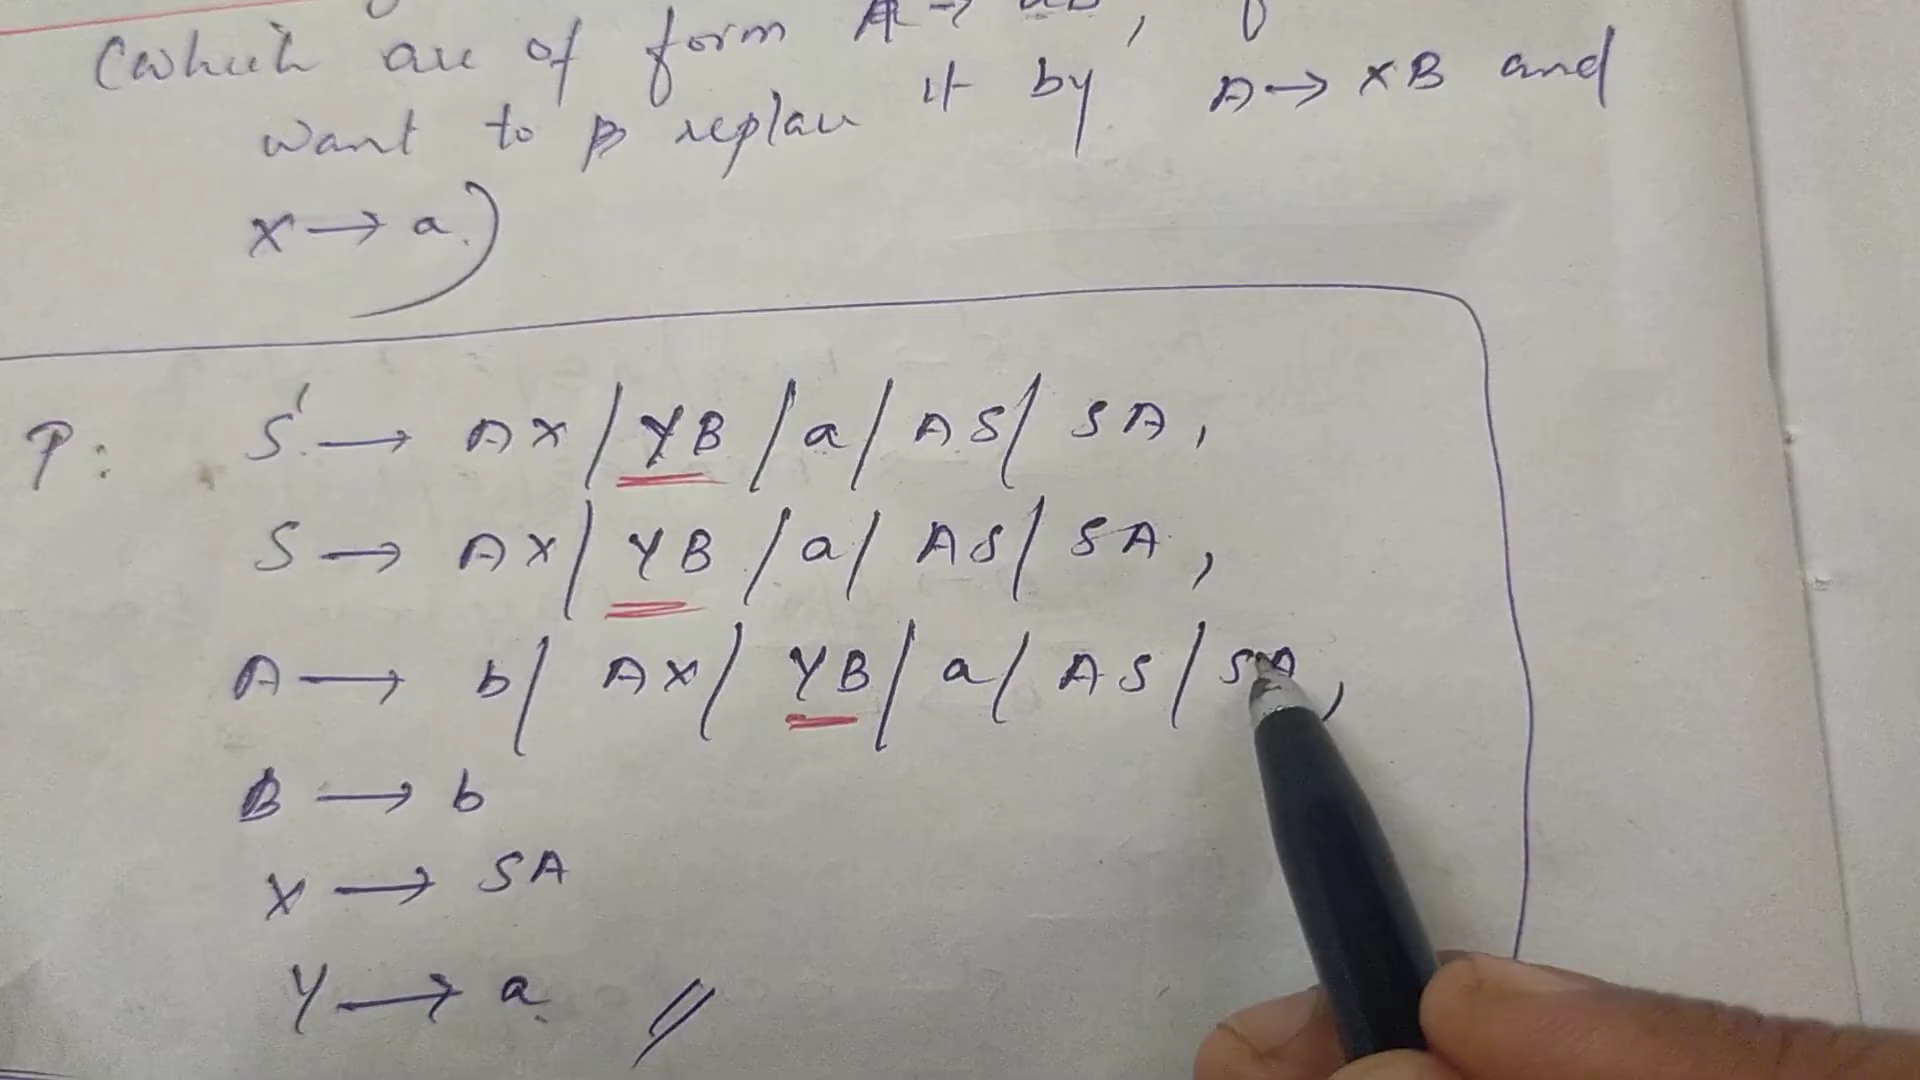 (which are of form A → aB,
want to replace it by A → XB and
X → a.)
P: S' → AX / YB / a / AS / SA,
S → AX / YB / a / AS / SA,
A → b / AX / YB / a / AS / SA,
B → b
X → SA
Y → a //